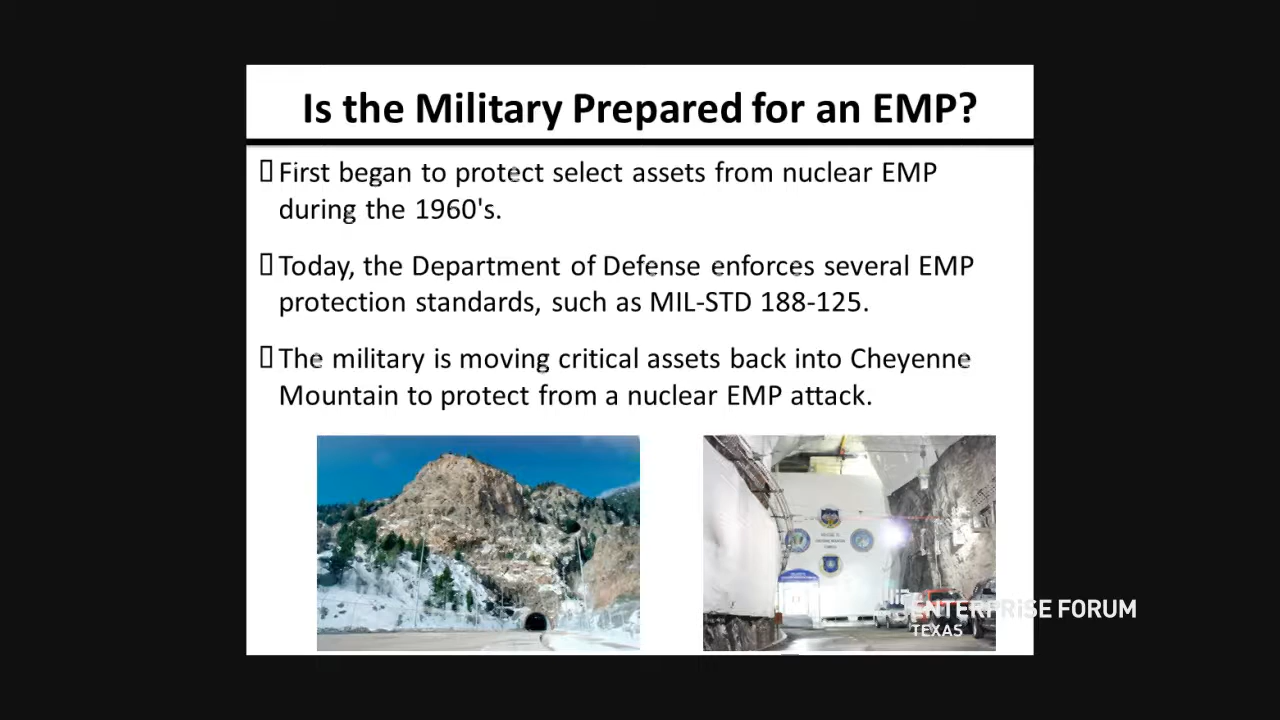 Is the Military Prepared for an EMP?
First began to protect select assets from nuclear EMP
during the 1960's.
Today, the Department of Defense enforces several EMP
protection standards, such as MIL-STD 188-125.
The military is moving critical assets back into Cheyenne
Mountain to protect from a nuclear EMP attack.
ENTERPRISE FORUM
TEXAS